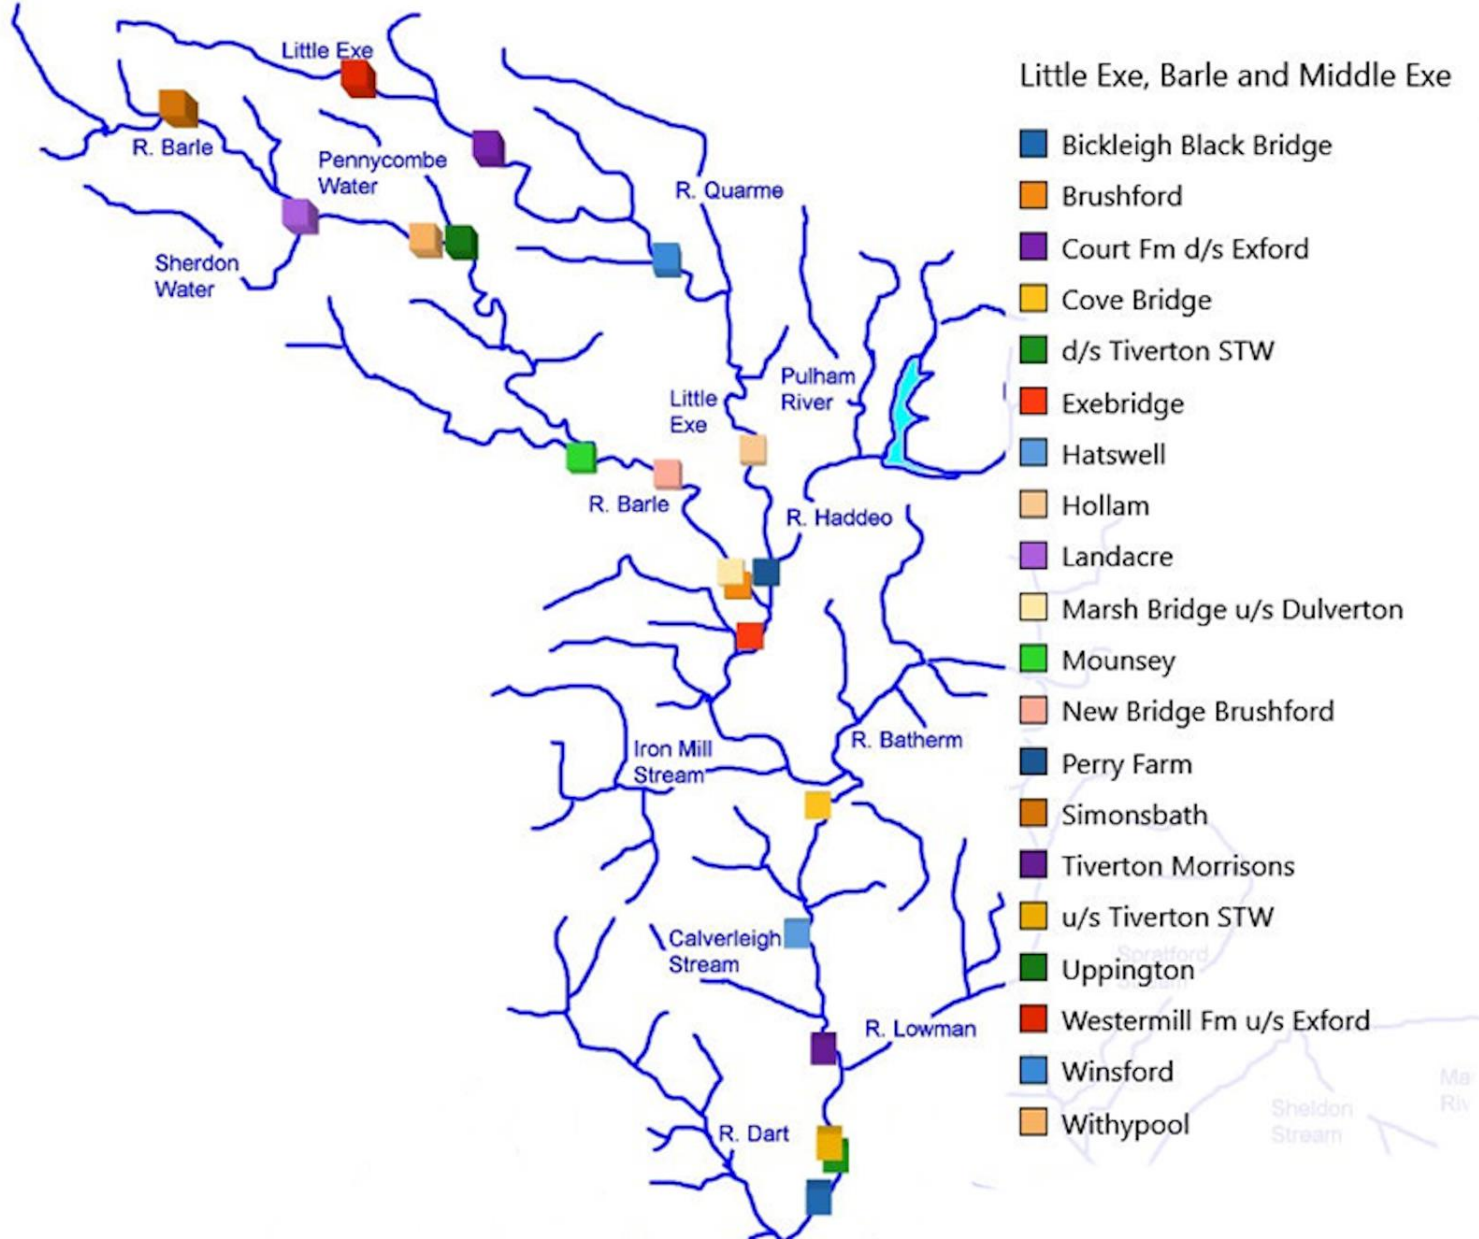 Little Exe
R. Barle
Pennycombe
Water
R. Quarme
Sherdon
Water
Pulham
River
Little
Exe
R. Barle
R. Haddeo
R. Batherm
Iron Mill
Stream
Calverleigh
Stream
R. Lowman
R. Dart
Little Exe, Barle and Middle Exe
Bickleigh Black Bridge
Brushford
Court Fm d/s Exford
Cove Bridge
d/s Tiverton STW
Exebridge
Hatswell
Hollam
Landacre
Marsh Bridge u/s Dulverton
Mounsey
New Bridge Brushford
Perry Farm
Simonsbath
Tiverton Morrisons
u/s Tiverton STW
Uppington
Westermill Fm u/s Exford
Winsford
Withypool
Spratford
Stream
Sheldon
Stream